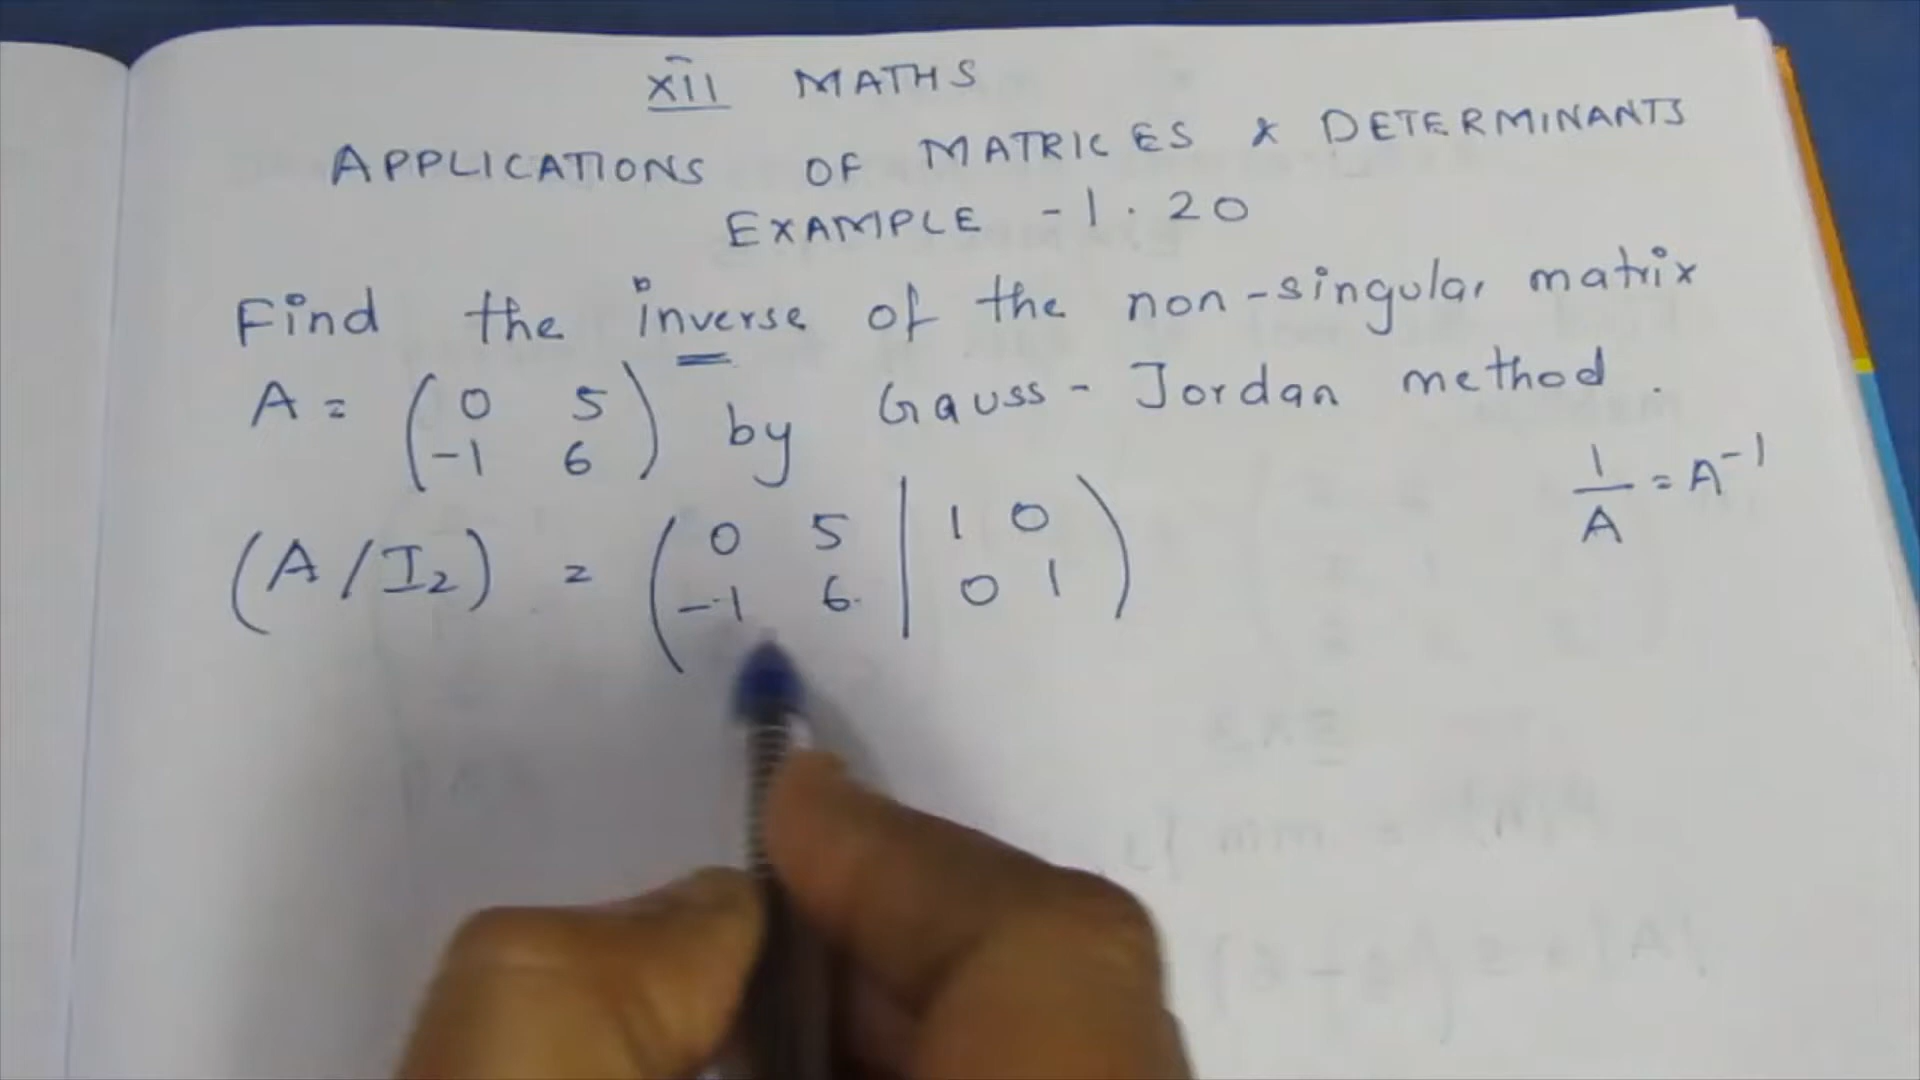 XII MATHS
APPLICATIONS OF MATRICES & DETERMINANTS
EXAMPLE - 1.20
Find the inverse of the non-singular matrix
A = ( 0 5 ; -1 6 ) by Gauss - Jordan method.
1/A = A⁻¹
(A/I₂) = ( 0 5 | 1 0 ; -1 6 | 0 1 )